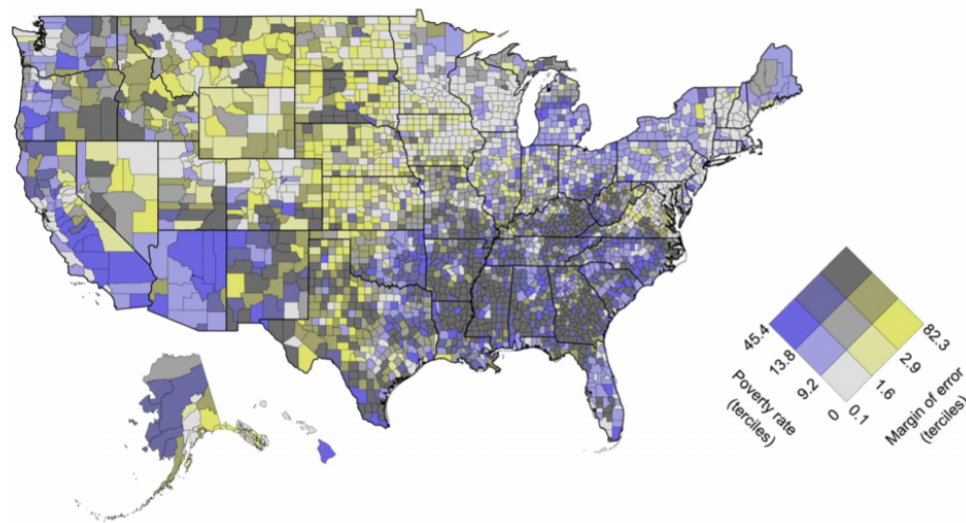 45.4
13.8
9.2
0
Poverty rate
(terciles)
82.3
2.9
1.6
0.1
Margin of error
(terciles)